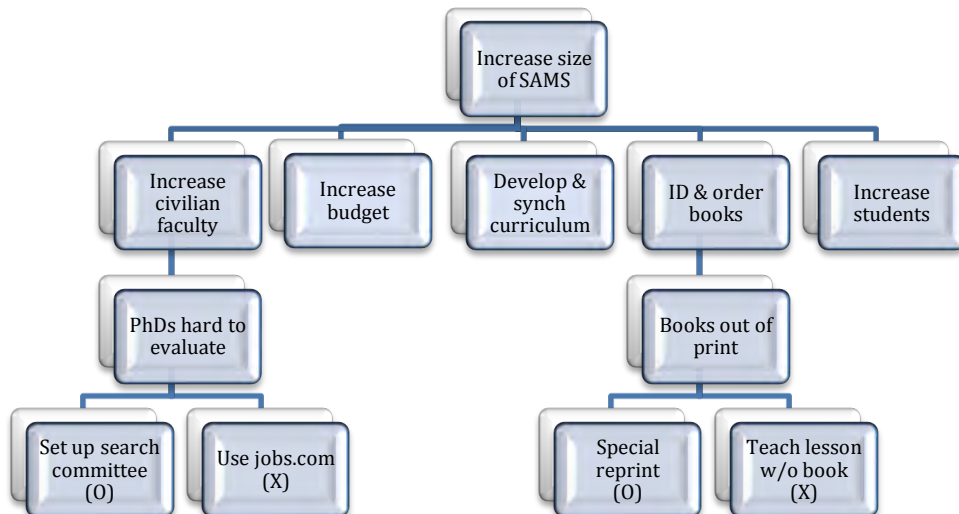 Increase size
of SAMS
Increase
civilian
faculty
Increase
budget
Develop &
synch
curriculum
ID & order
books
Increase
students
PhDs hard to
evaluate
Books out of
print
Set up search
committee
(O)
Use jobs.com
(X)
Special
reprint
(O)
Teach lesson
w/o book
(X)